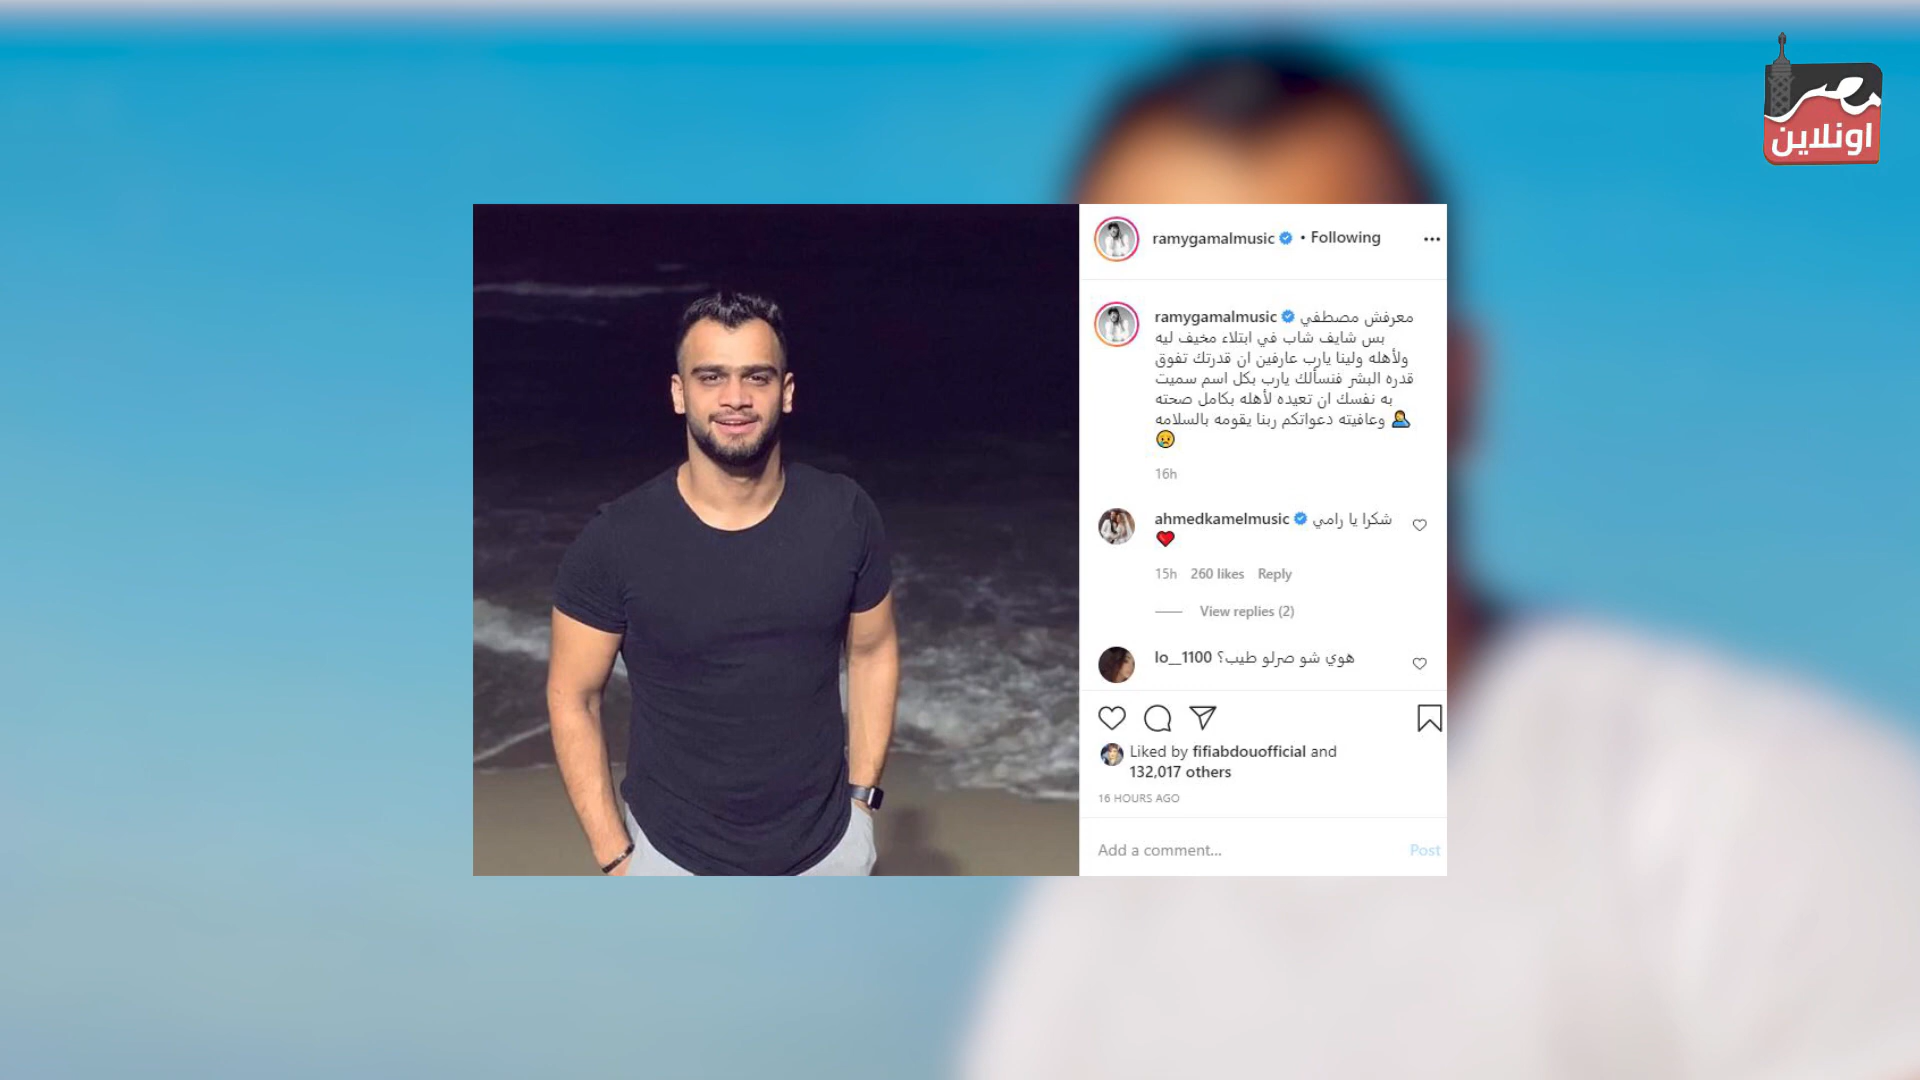 مصر
اونلاين
ramygamalmusic • Following
ramygamalmusic معرفش مصطفي
بس شايف شاب في ابتلاء مخيف ليه
ولأهله ولينا يارب عارفين ان قدرتك تفوق
قدره البشر فنسألك يارب بكل اسم سميت
به نفسك ان تعيده لأهله بكامل صحته
وعافيته دعواتكم ربنا يقومه بالسلامه 🤦‍♂️
😢
16h
ahmedkamelmusic شكرا يا رامي
❤️
15h 260 likes Reply
View replies (2)
lo__1100 هوي شو صرلو طيب؟
Liked by fifiabdouofficial and
132,017 others
16 HOURS AGO
Add a comment... Post